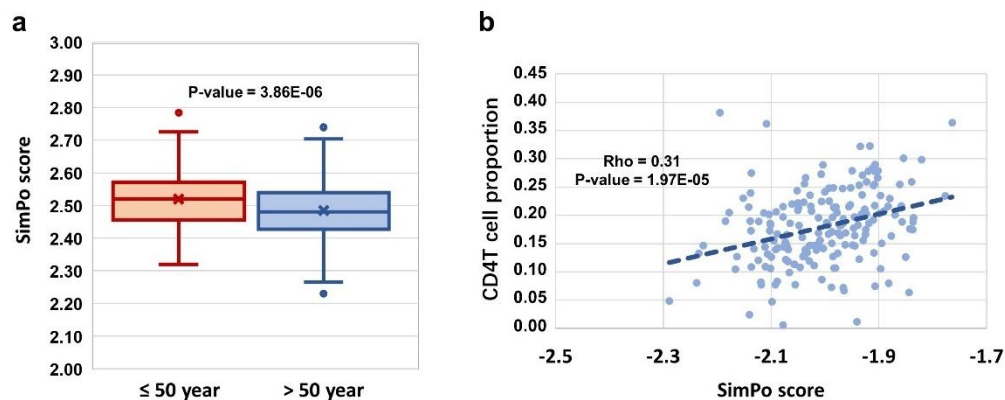 a
3.00
2.90
2.80
2.70
2.60
2.50
2.40
2.30
2.20
2.10
2.00
SimPo score
P-value = 3.86E-06
≤ 50 year
> 50 year
b
0.45
0.40
0.35
0.30
0.25
0.20
0.15
0.10
0.05
0.00
CD4T cell proportion
Rho = 0.31
P-value = 1.97E-05
-2.5
-2.3
-2.1
-1.9
-1.7
SimPo score